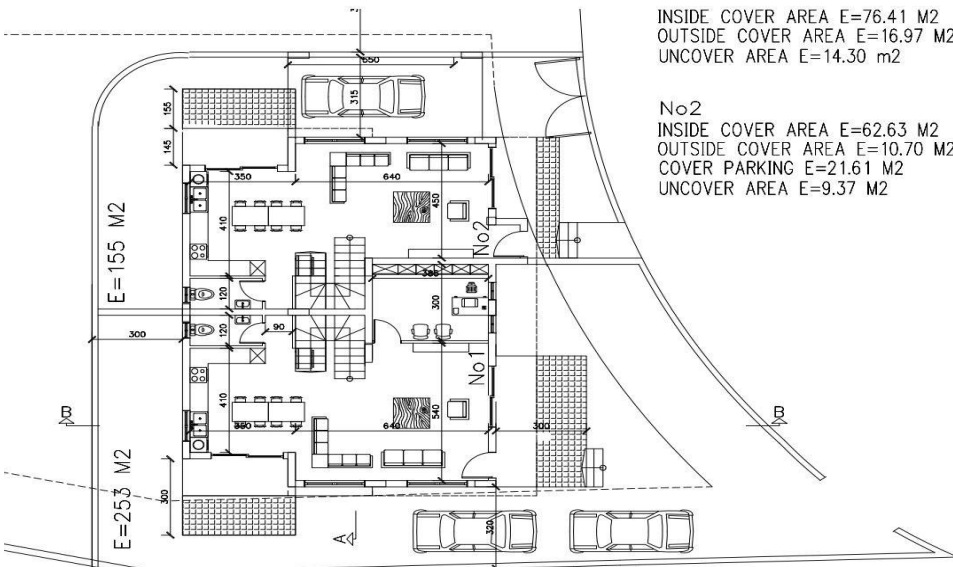 INSIDE COVER AREA E=76.41 M2
OUTSIDE COVER AREA E=16.97 M2
UNCOVER AREA E=14.30 m2
No2
INSIDE COVER AREA E=62.63 M2
OUTSIDE COVER AREA E=10.70 M2
COVER PARKING E=21.61 M2
UNCOVER AREA E=9.37 M2
650
315
155
145
350
640
450
410
No2
E=155 M2
385
120
300
90
120
300
No1
410
540
B
B
350
640
300
E=253 M2
300
A
320